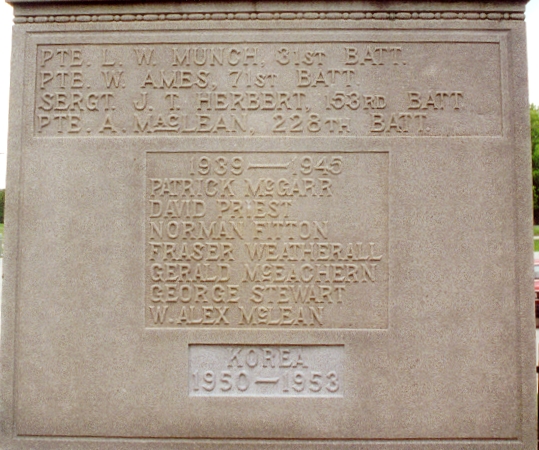 PTE. L. W. MUNCH, 31ST BATT.
PTE. W. AMES, 71ST BATT
SERGT. J. T. HERBERT, 153RD BATT
PTE. A. MACLEAN, 228TH BATT.
1939—1945
PATRICK MCGARR
DAVID PRIEST
NORMAN FITTON
FRASER WEATHERALL
GERALD MCEACHERN
GEORGE STEWART
W. ALEX MCLEAN
KOREA
1950—1953